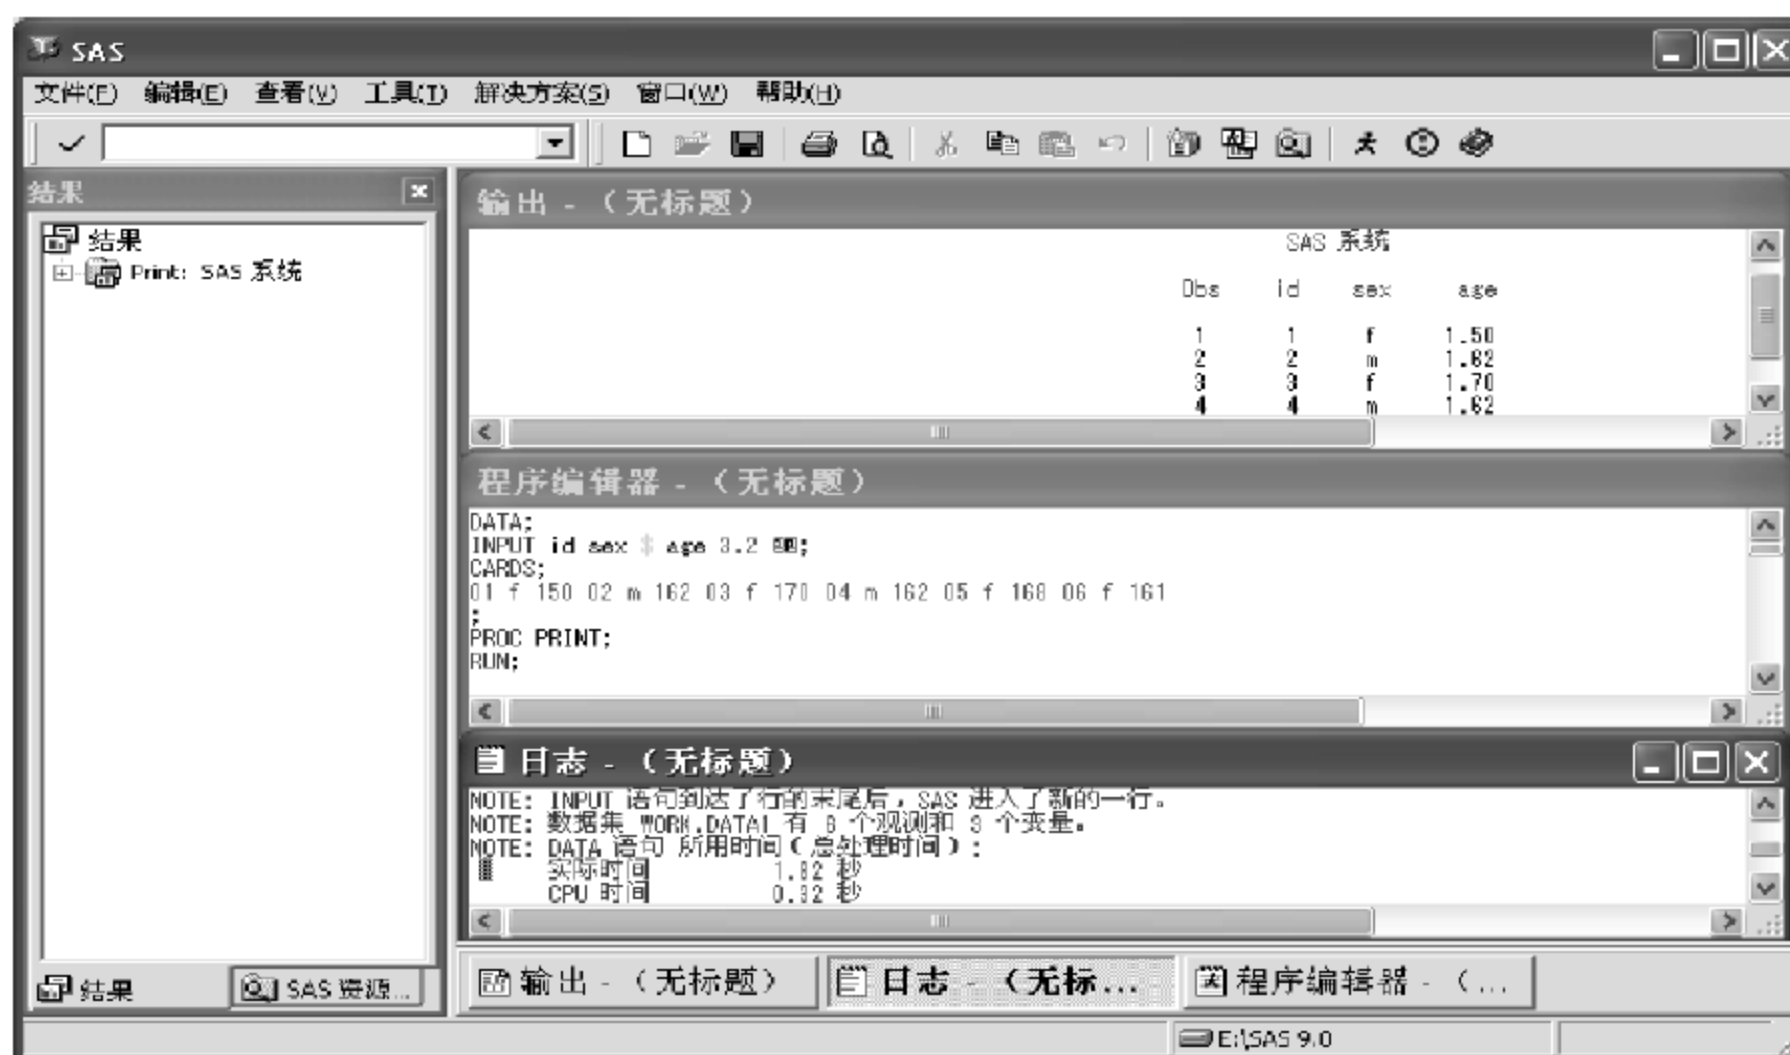 SAS
文件(F) 编辑(E) 查看(V) 工具(T) 解决方案(S) 窗口(W) 帮助(H)
结果
结果
Print: SAS 系统
输出 - （无标题）
SAS 系统
Obs id sex age
1 1 f 1.50
2 2 m 1.62
3 3 f 1.70
4 4 m 1.62
程序编辑器 - （无标题）
DATA;
INPUT id sex $ age 3.2 @@;
CARDS;
01 f 150 02 m 162 03 f 170 04 m 162 05 f 168 06 f 161
;
PROC PRINT;
RUN;
日志 - （无标题）
NOTE: INPUT 语句到达了行的末尾后，SAS 进入了新的一行。
NOTE: 数据集 WORK.DATA1 有 6 个观测和 3 个变量。
NOTE: DATA 语句 所用时间（总处理时间）:
实际时间 1.82 秒
CPU 时间 0.32 秒
结果 SAS 资源...
输出 - （无标题） 日志 - （无标... 程序编辑器 - （...
E:\SAS 9.0